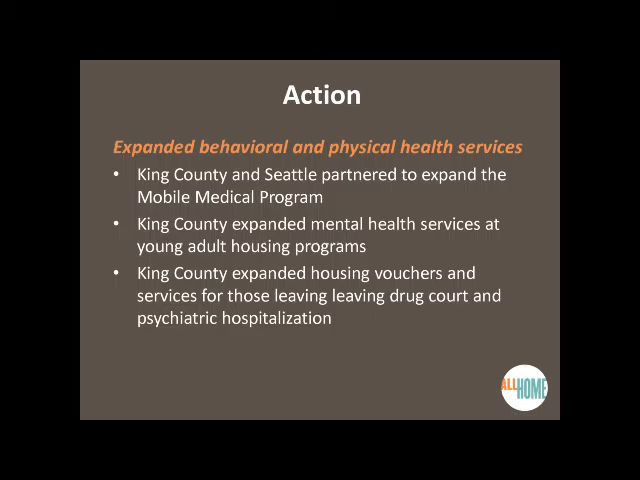 Action
Expanded behavioral and physical health services
• King County and Seattle partnered to expand the
Mobile Medical Program
• King County expanded mental health services at
young adult housing programs
• King County expanded housing vouchers and
services for those leaving leaving drug court and
psychiatric hospitalization
ALL HOME